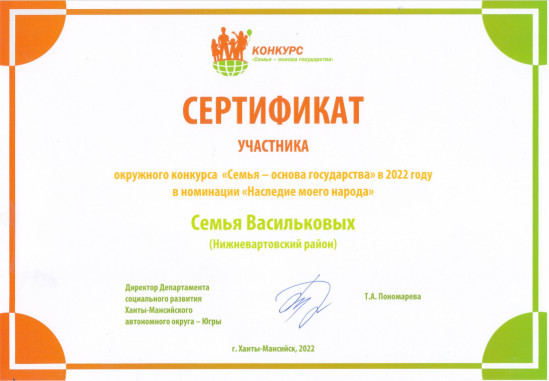 КОНКУРС
«Семья – основа государства»
СЕРТИФИКАТ
УЧАСТНИКА
окружного конкурса «Семья – основа государства» в 2022 году
в номинации «Наследие моего народа»
Семья Васильковых
(Нижневартовский район)
Директор Департамента
социального развития
Ханты-Мансийского
автономного округа – Югры
Т.А. Пономарева
г. Ханты-Мансийск, 2022